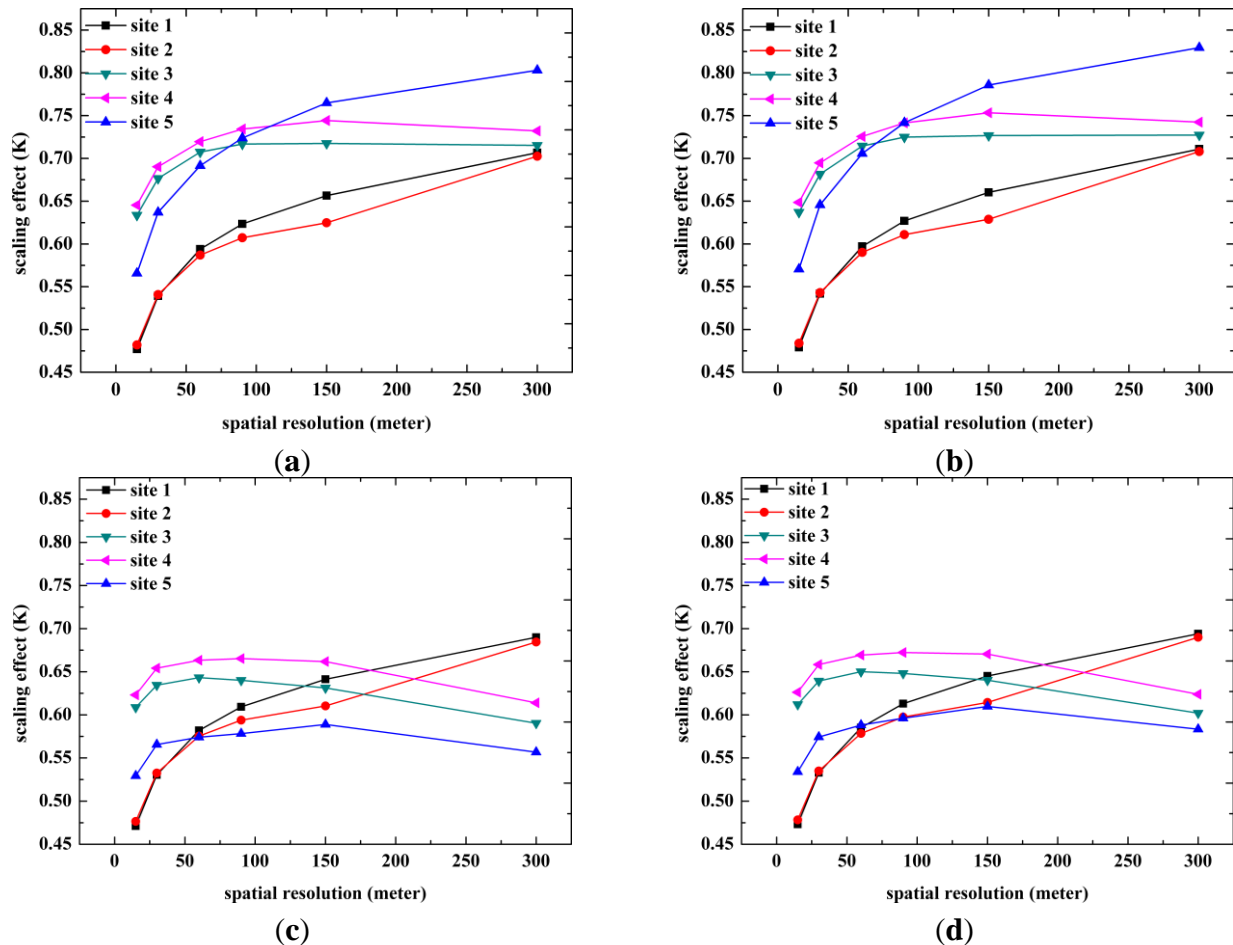 0.85
0.80
0.75
0.70
0.65
0.60
0.55
0.50
0.45
scaling effect (K)
site 1
site 2
site 3
site 4
site 5
0 50 100 150 200 250 300
spatial resolution (meter)
(a)
0.85
0.80
0.75
0.70
0.65
0.60
0.55
0.50
0.45
scaling effect (K)
site 1
site 2
site 3
site 4
site 5
0 50 100 150 200 250 300
spatial resolution (meter)
(b)
0.85
0.80
0.75
0.70
0.65
0.60
0.55
0.50
0.45
scaling effect (K)
site 1
site 2
site 3
site 4
site 5
0 50 100 150 200 250 300
spatial resolution (meter)
(c)
0.85
0.80
0.75
0.70
0.65
0.60
0.55
0.50
0.45
scaling effect (K)
site 1
site 2
site 3
site 4
site 5
0 50 100 150 200 250 300
spatial resolution (meter)
(d)